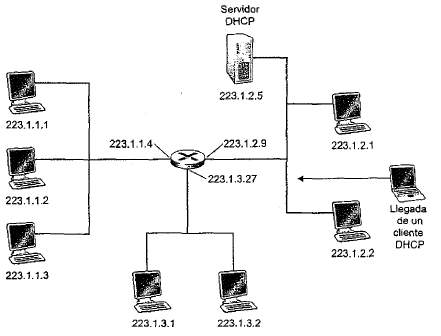 Servidor
DHCP
223.1.2.5
223.1.1.1
223.1.2.1
223.1.1.4
223.1.2.9
223.1.3.27
223.1.1.2
Llegada
de un
cliente
DHCP
223.1.2.2
223.1.1.3
223.1.3.1
223.1.3.2